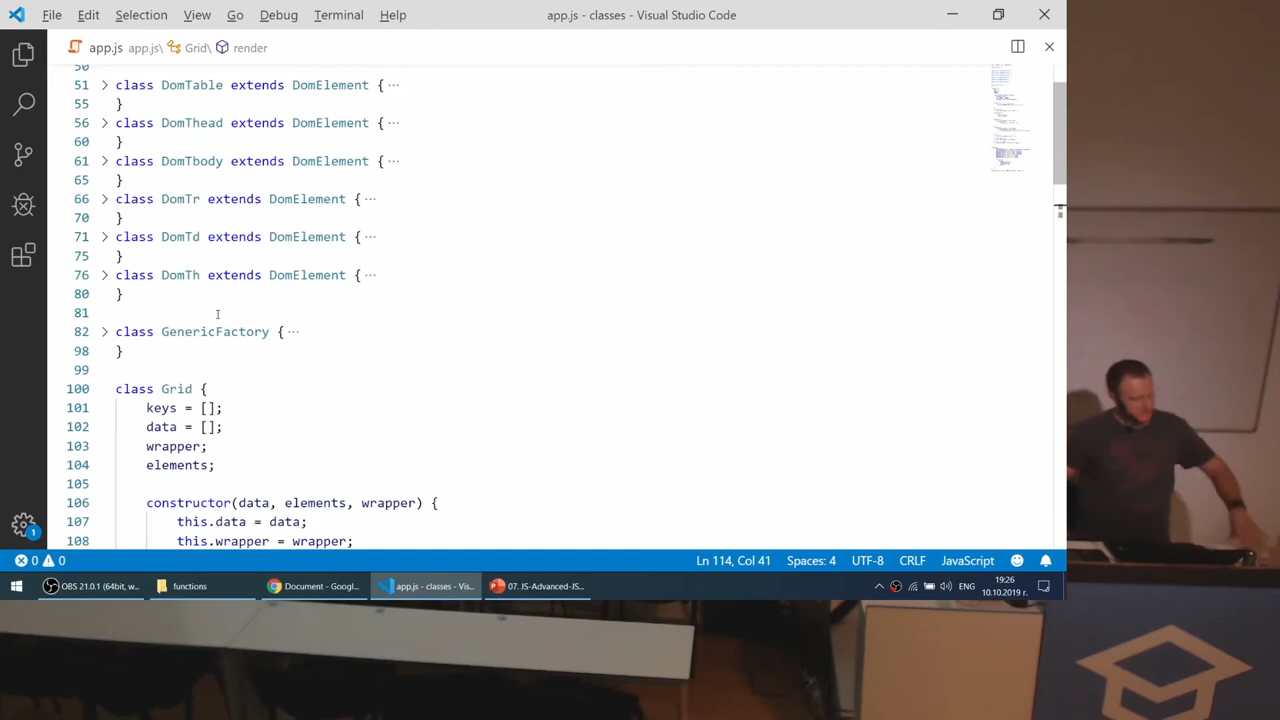 File Edit Selection View Go Debug Terminal Help app.js - classes - Visual Studio Code
app.js app.js\ Grid\ render
50
51 class DomTable extends DomElement {···
55 }
56 class DomThead extends DomElement {···
60 }
61 class DomTbody extends DomElement {···
65 }
66 class DomTr extends DomElement {···
70 }
71 class DomTd extends DomElement {···
75 }
76 class DomTh extends DomElement {···
80 }
81
82 class GenericFactory {···
98 }
99
100 class Grid {
101 keys = [];
102 data = [];
103 wrapper;
104 elements;
105
106 constructor(data, elements, wrapper) {
107 this.data = data;
108 this.wrapper = wrapper;
0 0 Ln 114, Col 41 Spaces: 4 UTF-8 CRLF JavaScript
1
OBS 21.0.1 (64bit, w... functions Document - Googl... app.js - classes - Vis... 07. JS-Advanced-JS... ENG 19:26
10.10.2019 г.